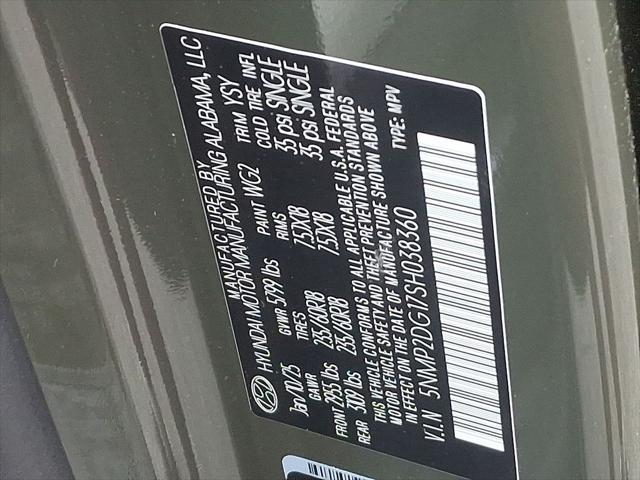 MANUFACTURED BY
HYUNDAI MOTOR MANUFACTURING ALABAMA, LLC
Jan/10/25 GVWR 5799 lbs PAINT WG2 TRIM YSY
GAWR TIRES RIMS COLD TIRE INFL
FRONT 2955 lbs 235/60R18 7.5JX18 35 psi SINGLE
REAR 3019 lbs 235/60R18 7.5JX18 35 psi SINGLE
THIS VEHICLE CONFORMS TO ALL APPLICABLE U.S.A. FEDERAL
MOTOR VEHICLE SAFETY AND THEFT PREVENTION STANDARDS
IN EFFECT ON THE DATE OF MANUFACTURE SHOWN ABOVE
V.I.N 5NMP2DG17SH038360 TYPE: MPV